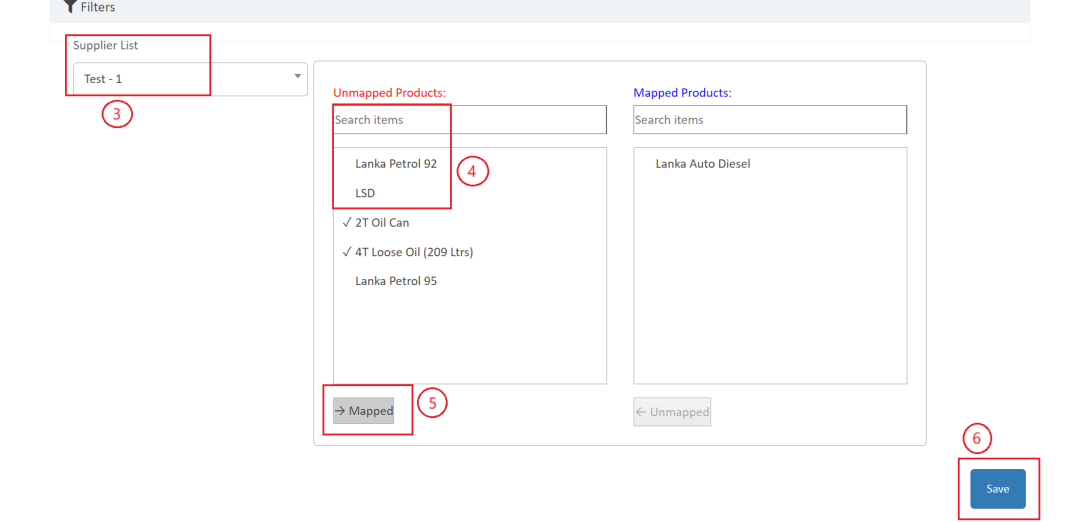 Filters
Supplier List
Test - 1
3
Unmapped Products:
Search items
Lanka Petrol 92
LSD
✓ 2T Oil Can
✓ 4T Loose Oil (209 Ltrs)
Lanka Petrol 95
4
→ Mapped
5
Mapped Products:
Search items
Lanka Auto Diesel
← Unmapped
6
Save